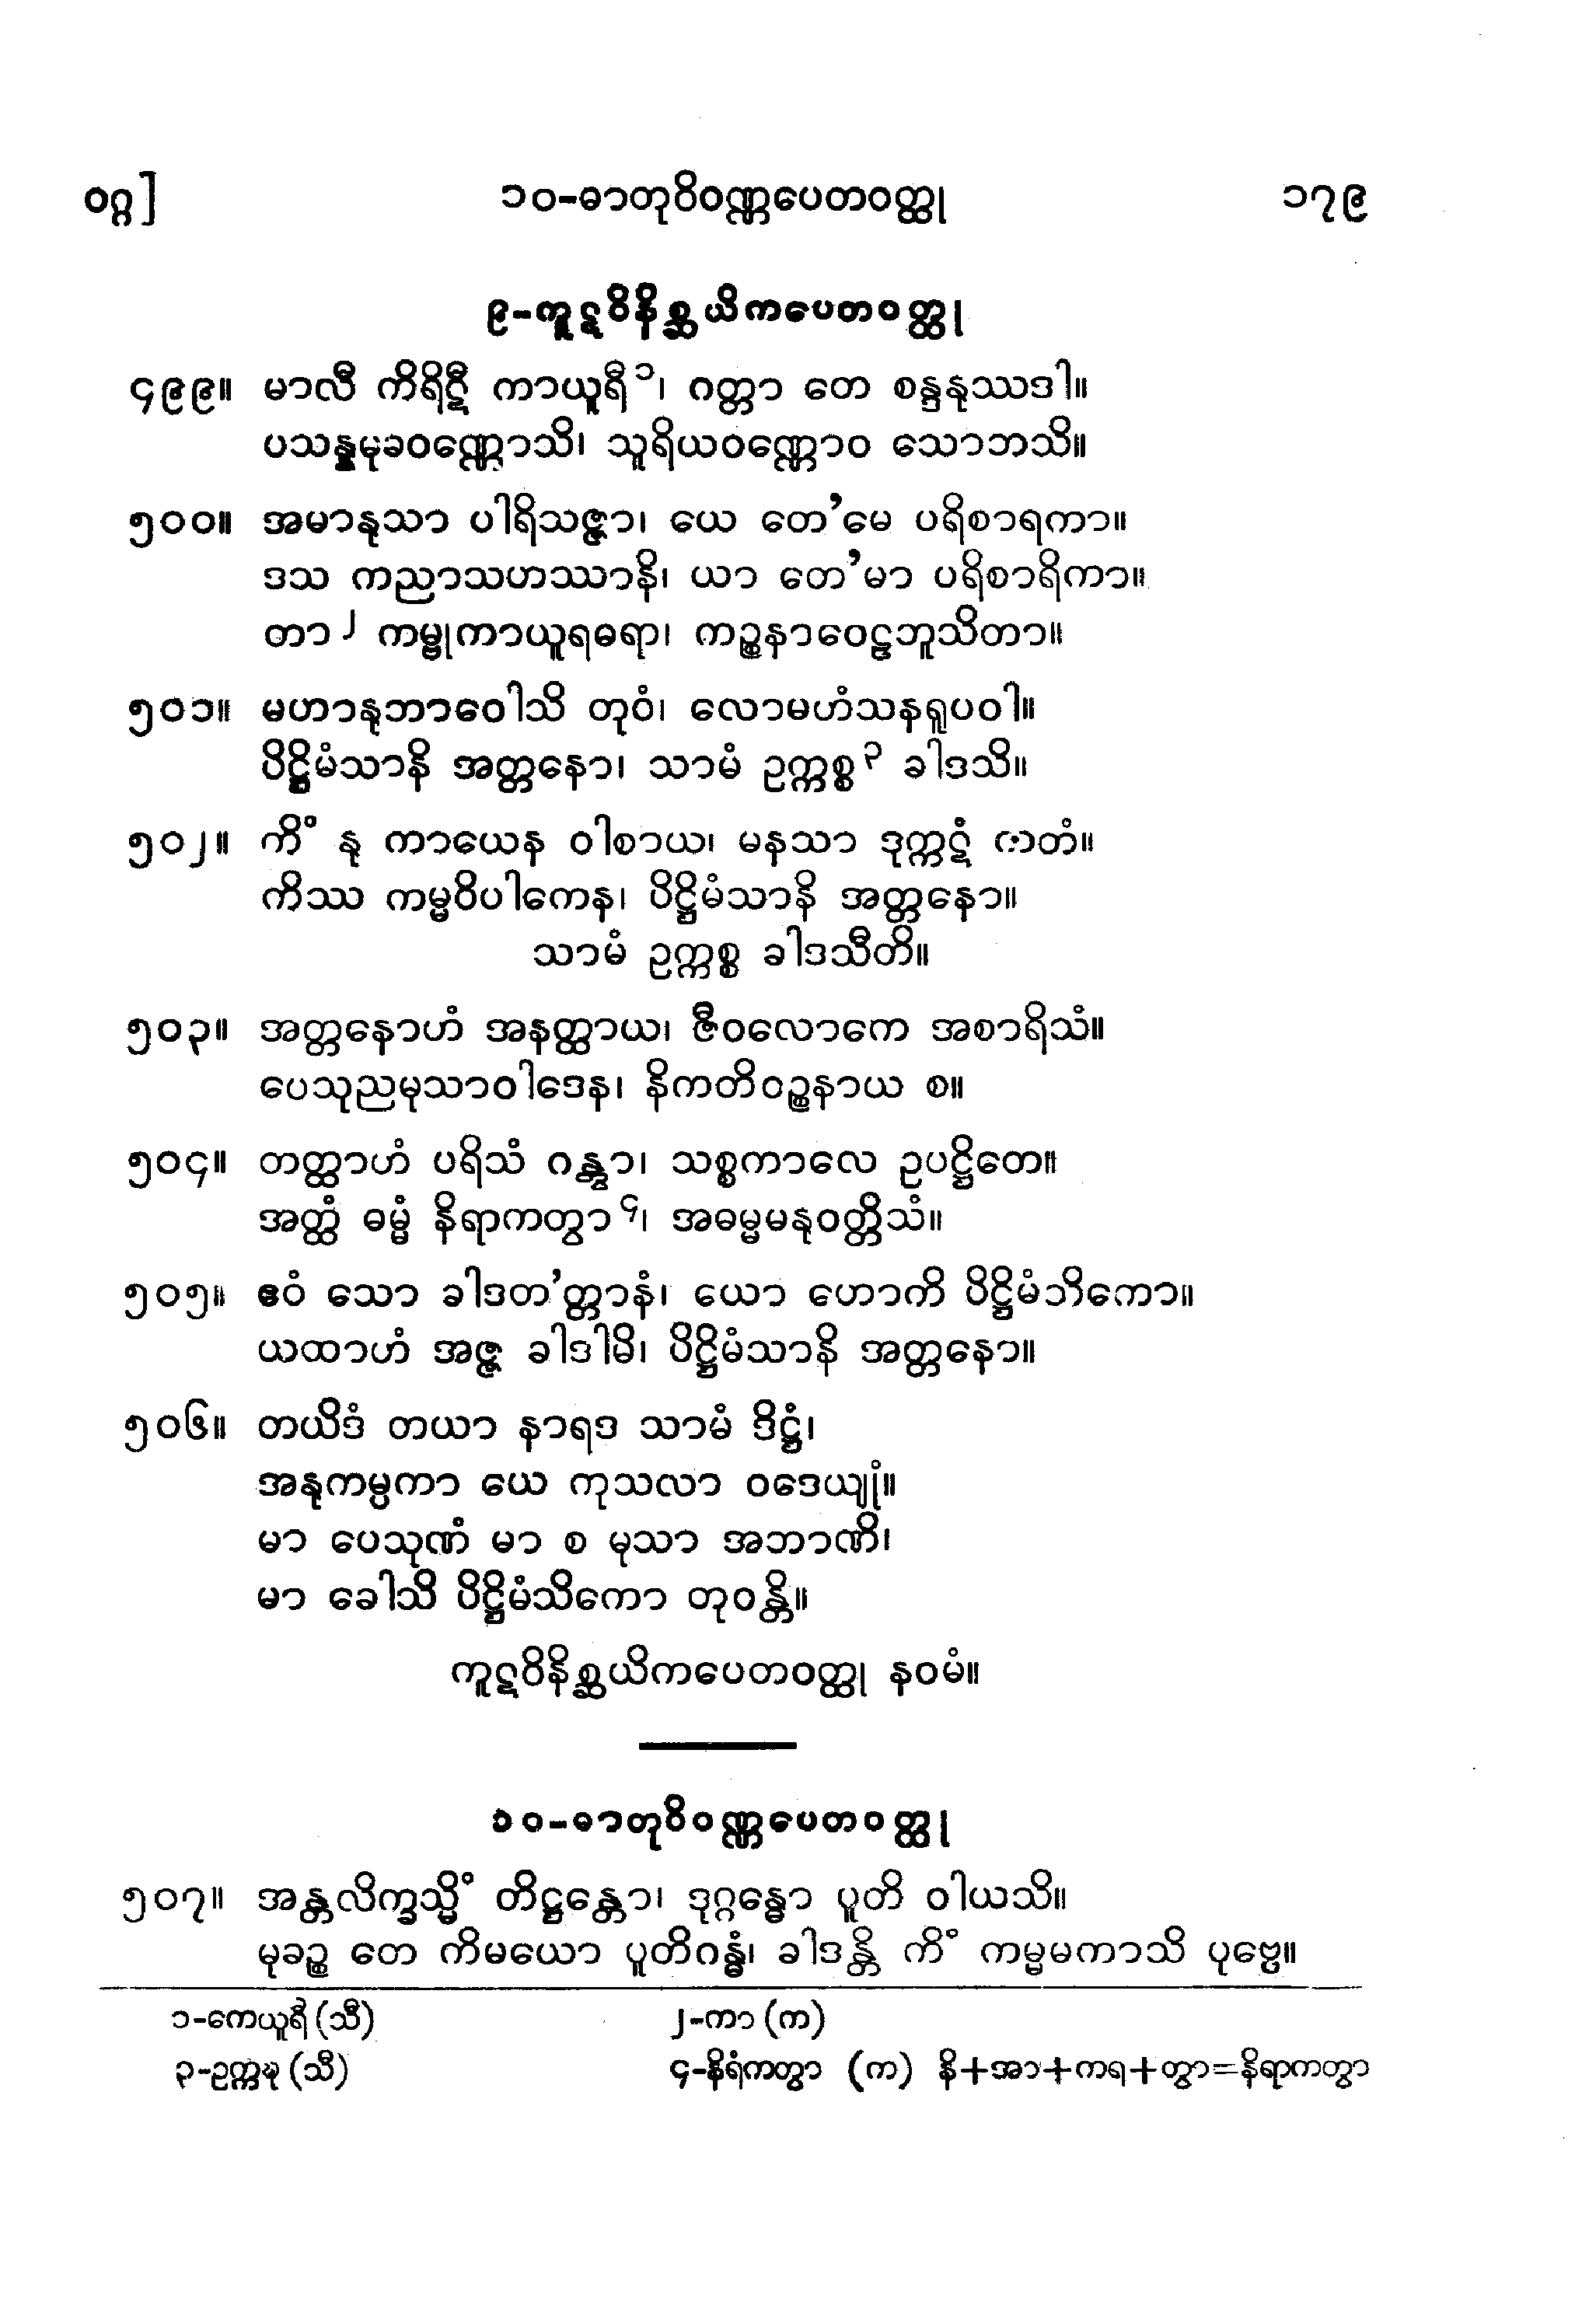 ဝဂ္ဂ] ၁၀-ဓာတုဝိဝဏ္ဏပေတဝတ္ထု ၁၇၉
၉-ကူဋဝိနိစ္ဆယိကပေတဝတ္ထု
၄၉၉။ မာလီ ကိရိဋီ ကာယူရီ၁၊ ဂတ္တာ တေ စန္ဒနုဿဒါ။
ပသန္နမုခဝဏ္ဏောသိ၊ သူရိယဝဏ္ဏောဝ သောဘသိ။
၅၀၀။ အမာနုသာ ပါရိသဇ္ဇာ၊ ယေ တေ’မေ ပရိစာရကာ။
ဒသ ကညာသဟဿာနိ၊ ယာ တေ’မာ ပရိစာရိကာ။
တာ၂ ကမ္ဗုကာယူရဓရာ၊ ကဉ္စနာဝေဠဘူသိတာ။
၅၀၁။ မဟာနုဘာဝေါသိ တုဝံ၊ လောမဟံသနရူပဝါ။
ပိဋ္ဌိမံသာနိ အတ္တနော၊ သာမံ ဥက္ကစ္စ၃ ခါဒသိ။
၅၀၂။ ကိံ နု ကာယေန ဝါစာယ၊ မနသာ ဒုက္ကဋံ ကတံ။
ကိဿ ကမ္မဝိပါကေန၊ ပိဋ္ဌိမံသာနိ အတ္တနော။
သာမံ ဥက္ကစ္စ ခါဒသီတိ။
၅၀၃။ အတ္တနောဟံ အနတ္ထာယ၊ ဇီဝလောကေ အစာရိသံ။
ပေသုညမုသာဝါဒေန၊ နိကတိဝဉ္စနာယ စ။
၅၀၄။ တတ္ထာဟံ ပရိသံ ဂန္တွာ၊ သစ္စကာလေ ဥပဋ္ဌိတေ။
အတ္ထံ ဓမ္မံ နိရာကတွာ၄၊ အဓမ္မမနုဝတ္တိသံ။
၅၀၅။ ဧဝံ သော ခါဒတ’တ္တာနံ၊ ယော ဟောကိ ပိဋ္ဌိမံသိကော။
ယထာဟံ အဇ္ဇ ခါဒါမိ၊ ပိဋ္ဌိမံသာနိ အတ္တနော။
၅၀၆။ တယိဒံ တယာ နာရဒ သာမံ ဒိဋ္ဌံ၊
အနုကမ္ပကာ ယေ ကုသလာ ဝဒေယျုံ။
မာ ပေသုဏံ မာ စ မုသာ အဘာဏိ၊
မာ ခေါသိ ပိဋ္ဌိမံသိကော တုဝန္တိ။
ကူဋဝိနိစ္ဆယိကပေတဝတ္ထု နဝမံ။
၁၀-ဓာတုဝိဝဏ္ဏပေတဝတ္ထု
၅၀၇။ အန္တလိက္ခသ္မိံ တိဋ္ဌန္တော၊ ဒုဂ္ဂန္ဓော ပူတိ ဝါယသိ။
မုခဉ္စ တေ ကိမယော ပူတိဂန္ဓံ၊ ခါဒန္တိ ကိံ ကမ္မမကာသိ ပုဗ္ဗေ။
၁-ကေယူရီ (သီ) ၂-ကာ (က)
၃-ဥက္ကဍ္ဎ (သီ) ၄-နိရံကတွာ (က) နိ+အာ+ကရ+တွာ=နိရာကတွာ